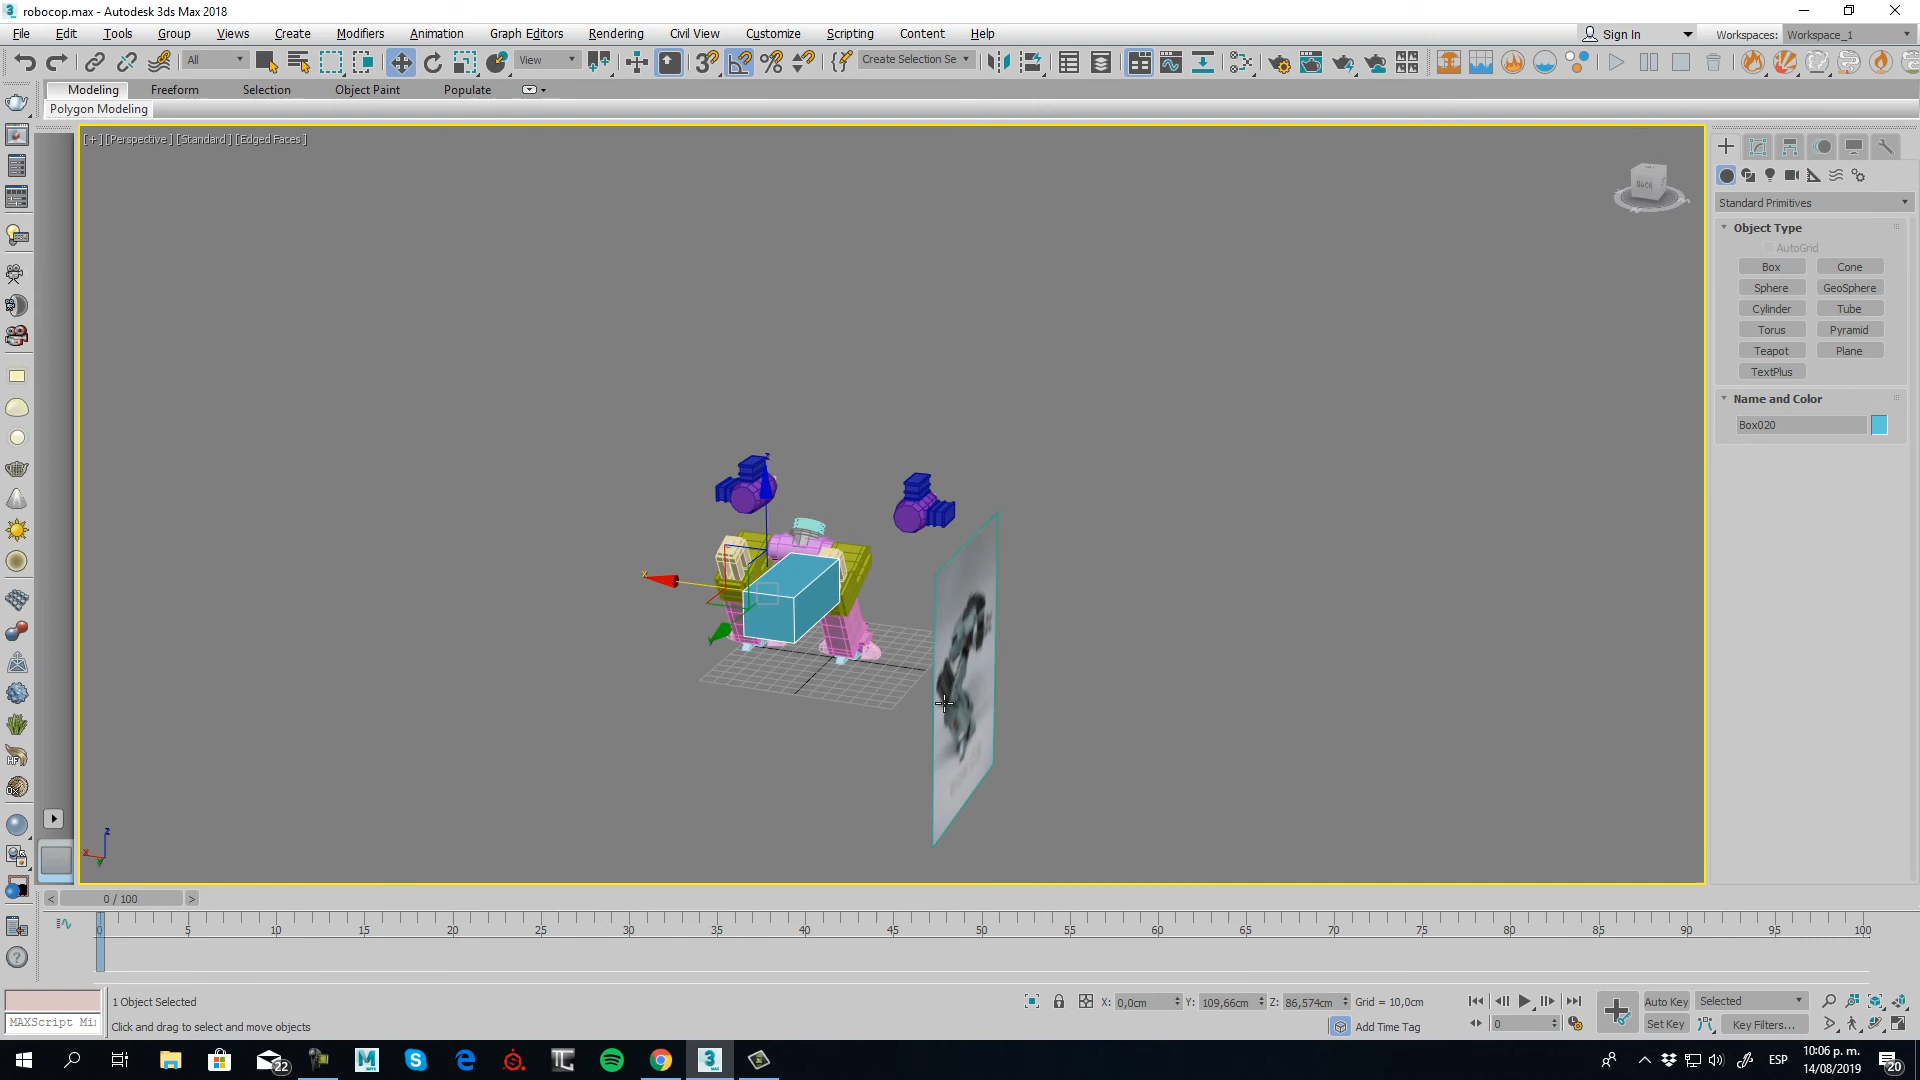 robocop.max - Autodesk 3ds Max 2018
File Edit Tools Group Views Create Modifiers Animation Graph Editors Rendering Civil View Customize Scripting Content Help
Sign In Workspaces: Workspace_1
All View Create Selection Se
Modeling Freeform Selection Object Paint Populate
Polygon Modeling
[+] [Perspective] [Standard] [Edged Faces]
BACK
Standard Primitives
Object Type
AutoGrid
Box Cone
Sphere GeoSphere
Cylinder Tube
Torus Pyramid
Teapot Plane
TextPlus
Name and Color
Box020
z
x
y
z
x
y
< 0 / 100 >
0 5 10 15 20 25 30 35 40 45 50 55 60 65 70 75 80 85 90 95 100
1 Object Selected X: 0,0cm Y: 109,66cm Z: 86,574cm Grid = 10,0cm Auto Key Selected
MAXScript Mi Click and drag to select and move objects Add Time Tag 0 Set Key Key Filters...
22 ESP 10:06 p. m.
14/08/2019 20